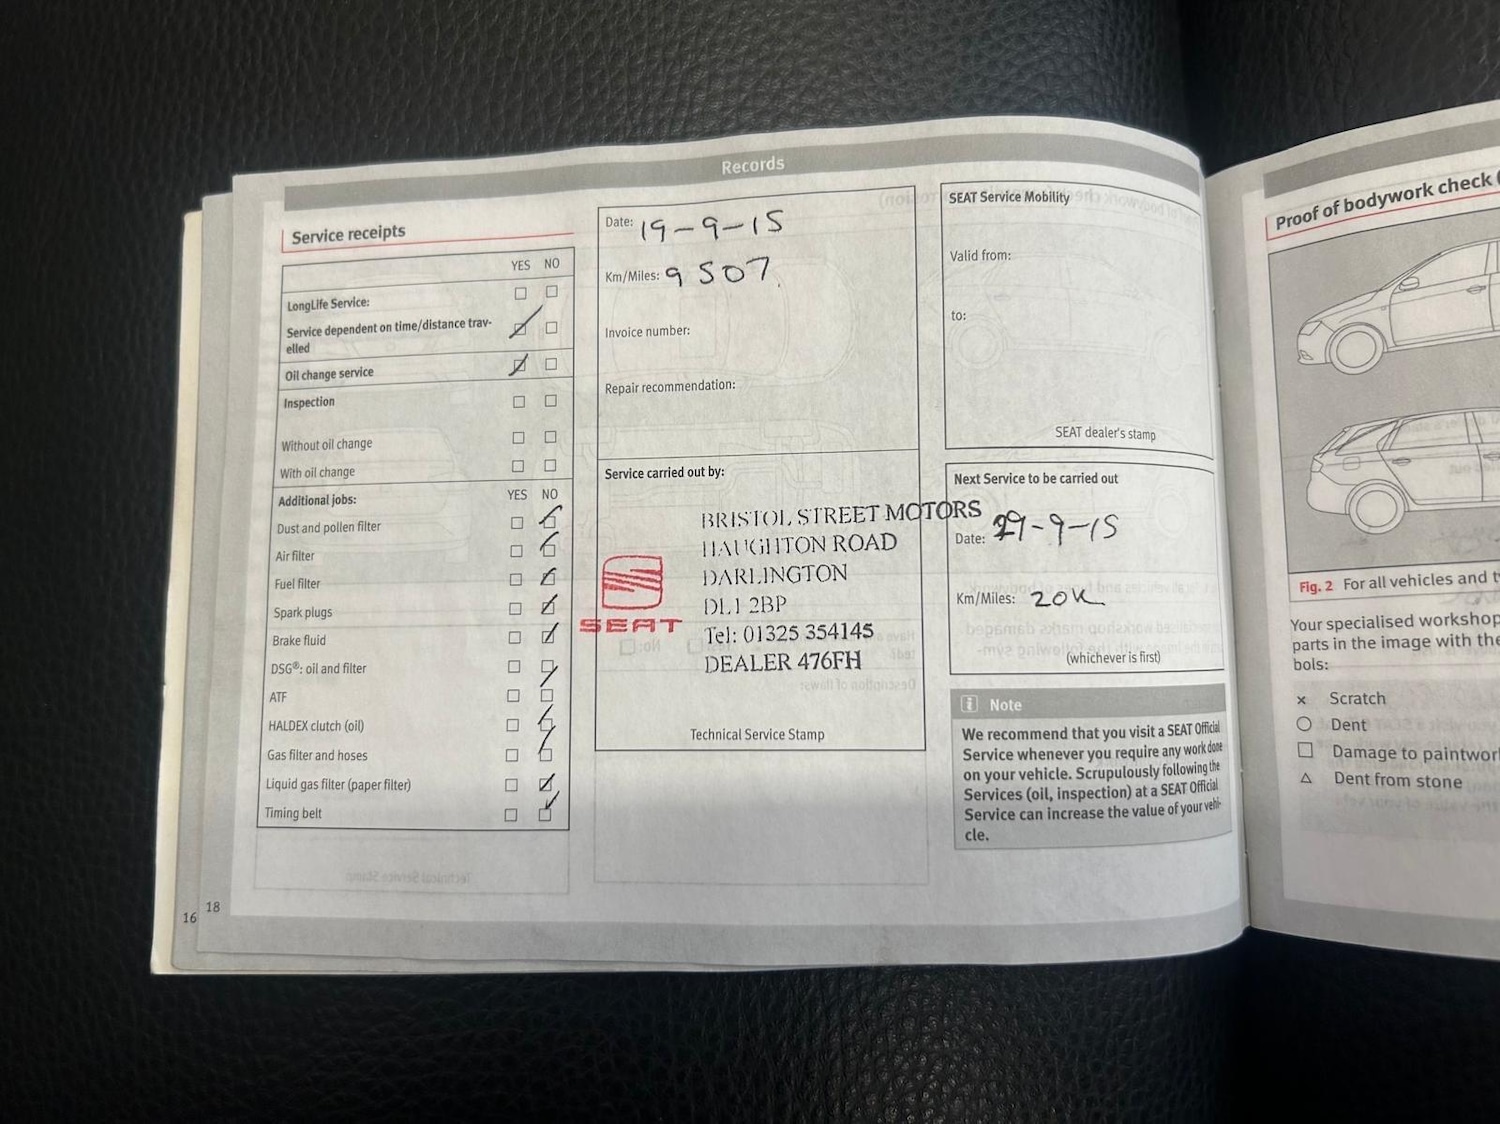 Records
Service receipts
YES NO
LongLife Service:
Service dependent on time/distance trav-
elled
Oil change service
Inspection
Without oil change
With oil change
Additional jobs: YES NO
Dust and pollen filter
Air filter
Fuel filter
Spark plugs
Brake fluid
DSG®: oil and filter
ATF
HALDEX clutch (oil)
Gas filter and hoses
Liquid gas filter (paper filter)
Timing belt
16 18
Date: 19-9-15
Km/Miles: 9507.
Invoice number:
Repair recommendation:
Service carried out by:
SEAT
BRISTOL STREET MOTORS
HAUGHTON ROAD
DARLINGTON
DL1 2BP
Tel: 01325 354145
DEALER 476FH
Technical Service Stamp
SEAT Service Mobility
Valid from:
to:
SEAT dealer's stamp
Next Service to be carried out
Date: 29-9-15
Km/Miles: 20K
(whichever is first)
i Note
We recommend that you visit a SEAT Official
Service whenever you require any work done
on your vehicle. Scrupulously following the
Services (oil, inspection) at a SEAT Official
Service can increase the value of your vehi-
cle.
Proof of bodywork check (
Fig. 2 For all vehicles and
Your specialised workshop
parts in the image with the
bols:
x Scratch
Dent
Damage to paintwor
Dent from stone